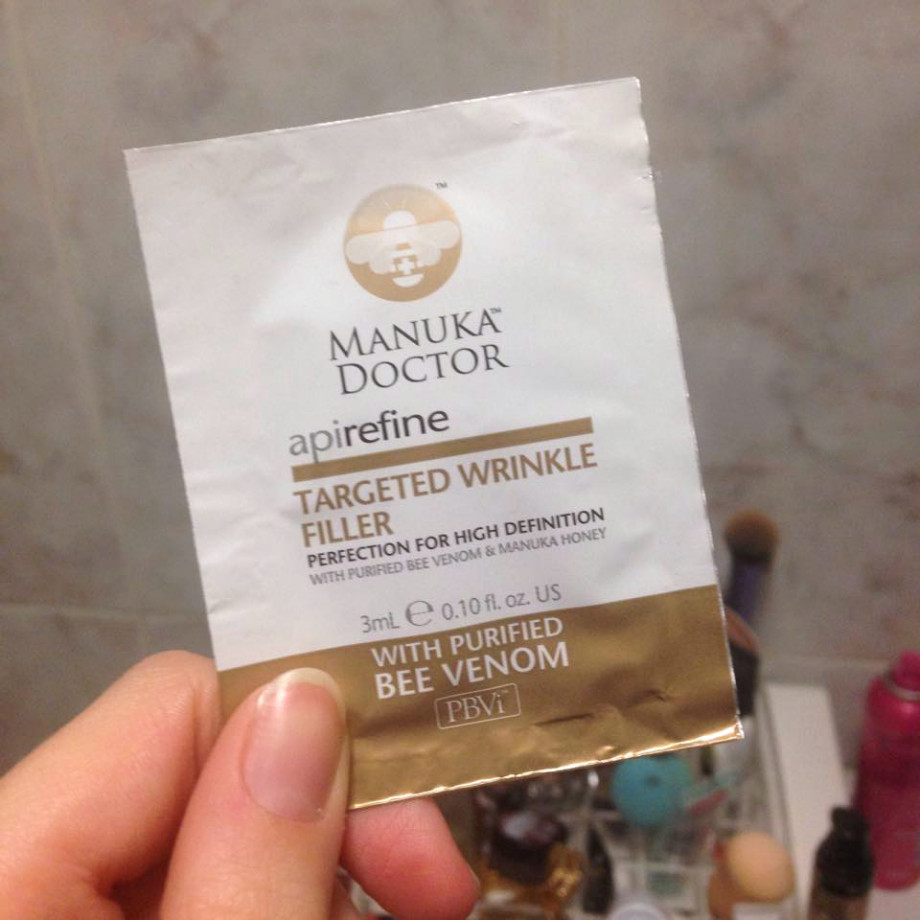 ™
MANUKA™
DOCTOR
apirefine
TARGETED WRINKLE
FILLER
PERFECTION FOR HIGH DEFINITION
WITH PURIFIED BEE VENOM & MANUKA HONEY
3mL ℮ 0.10 fl. oz. US
WITH PURIFIED
BEE VENOM
PBVi™